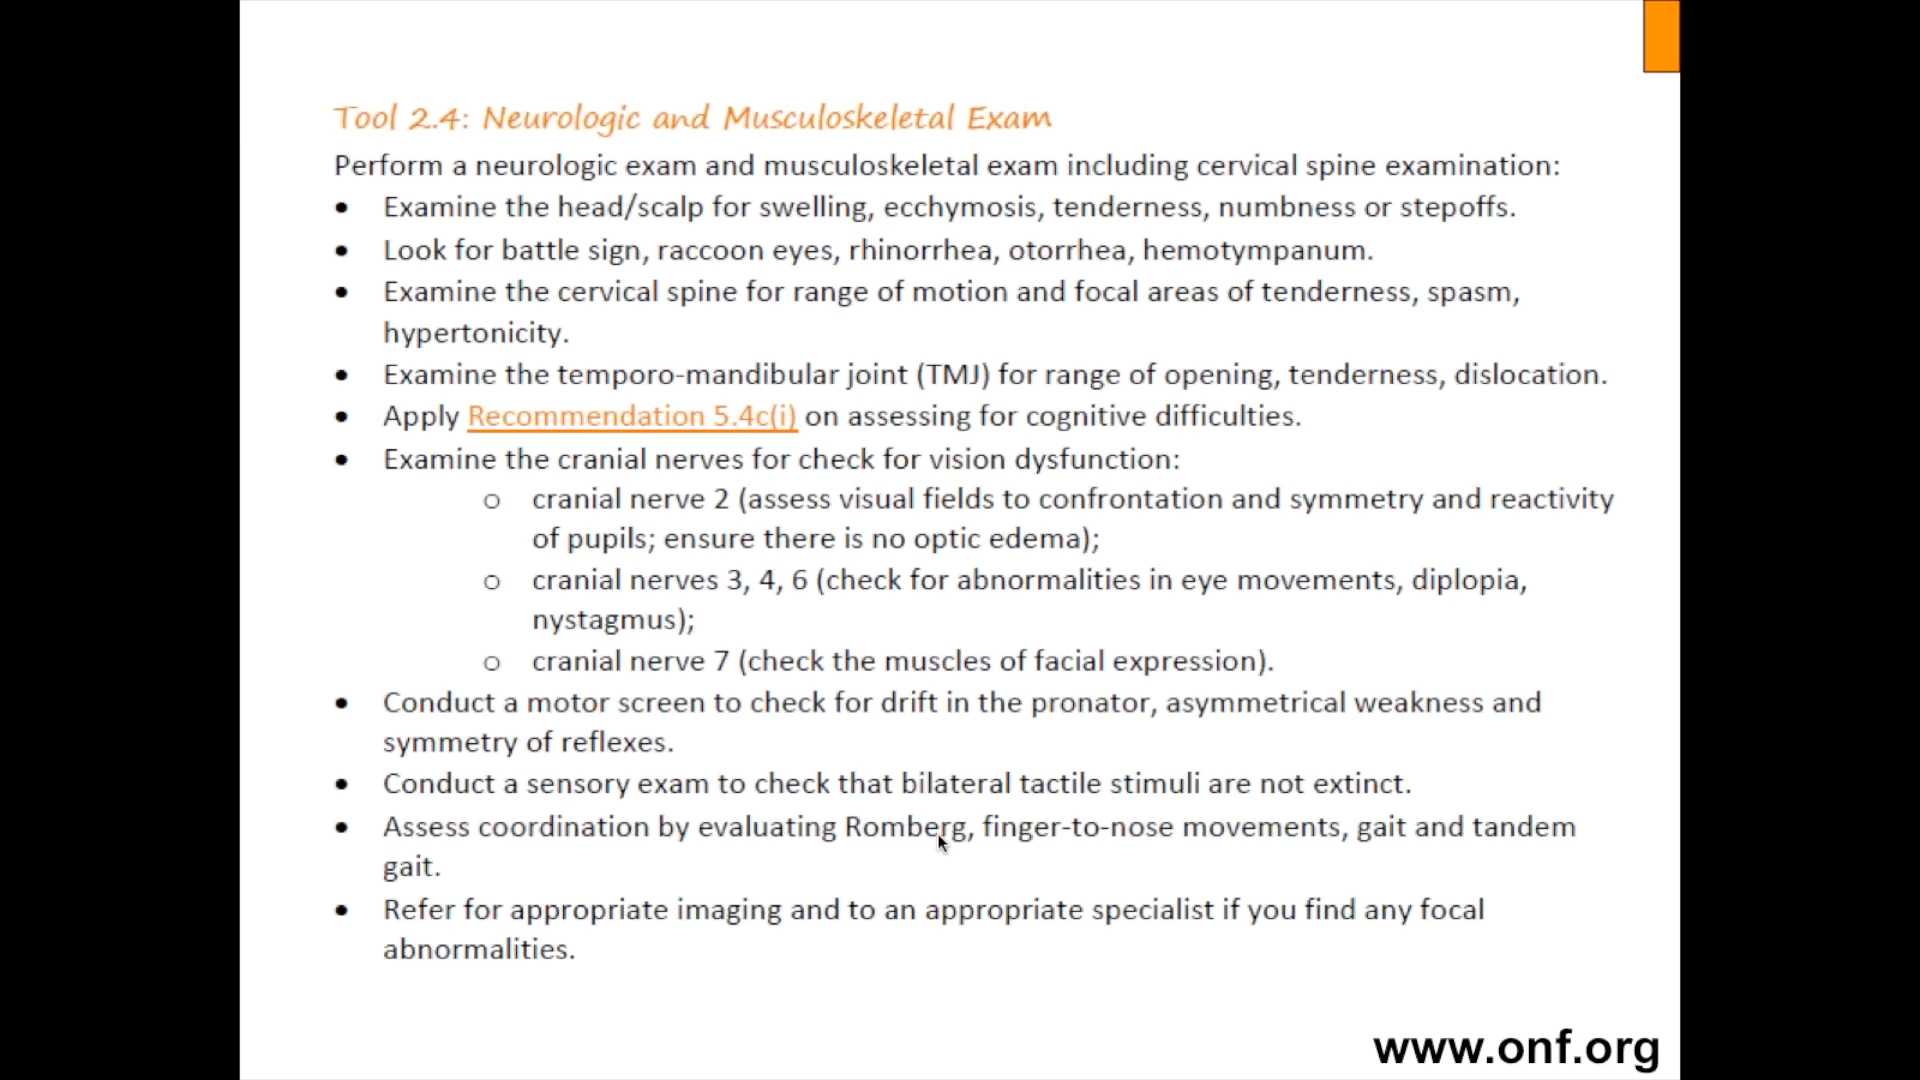 Tool 2.4: Neurologic and Musculoskeletal Exam
Perform a neurologic exam and musculoskeletal exam including cervical spine examination:
• Examine the head/scalp for swelling, ecchymosis, tenderness, numbness or stepoffs.
• Look for battle sign, raccoon eyes, rhinorrhea, otorrhea, hemotympanum.
• Examine the cervical spine for range of motion and focal areas of tenderness, spasm,
hypertonicity.
• Examine the temporo-mandibular joint (TMJ) for range of opening, tenderness, dislocation.
• Apply Recommendation 5.4c(i) on assessing for cognitive difficulties.
• Examine the cranial nerves for check for vision dysfunction:
o cranial nerve 2 (assess visual fields to confrontation and symmetry and reactivity
of pupils; ensure there is no optic edema);
o cranial nerves 3, 4, 6 (check for abnormalities in eye movements, diplopia,
nystagmus);
o cranial nerve 7 (check the muscles of facial expression).
• Conduct a motor screen to check for drift in the pronator, asymmetrical weakness and
symmetry of reflexes.
• Conduct a sensory exam to check that bilateral tactile stimuli are not extinct.
• Assess coordination by evaluating Romberg, finger-to-nose movements, gait and tandem
gait.
• Refer for appropriate imaging and to an appropriate specialist if you find any focal
abnormalities.
www.onf.org